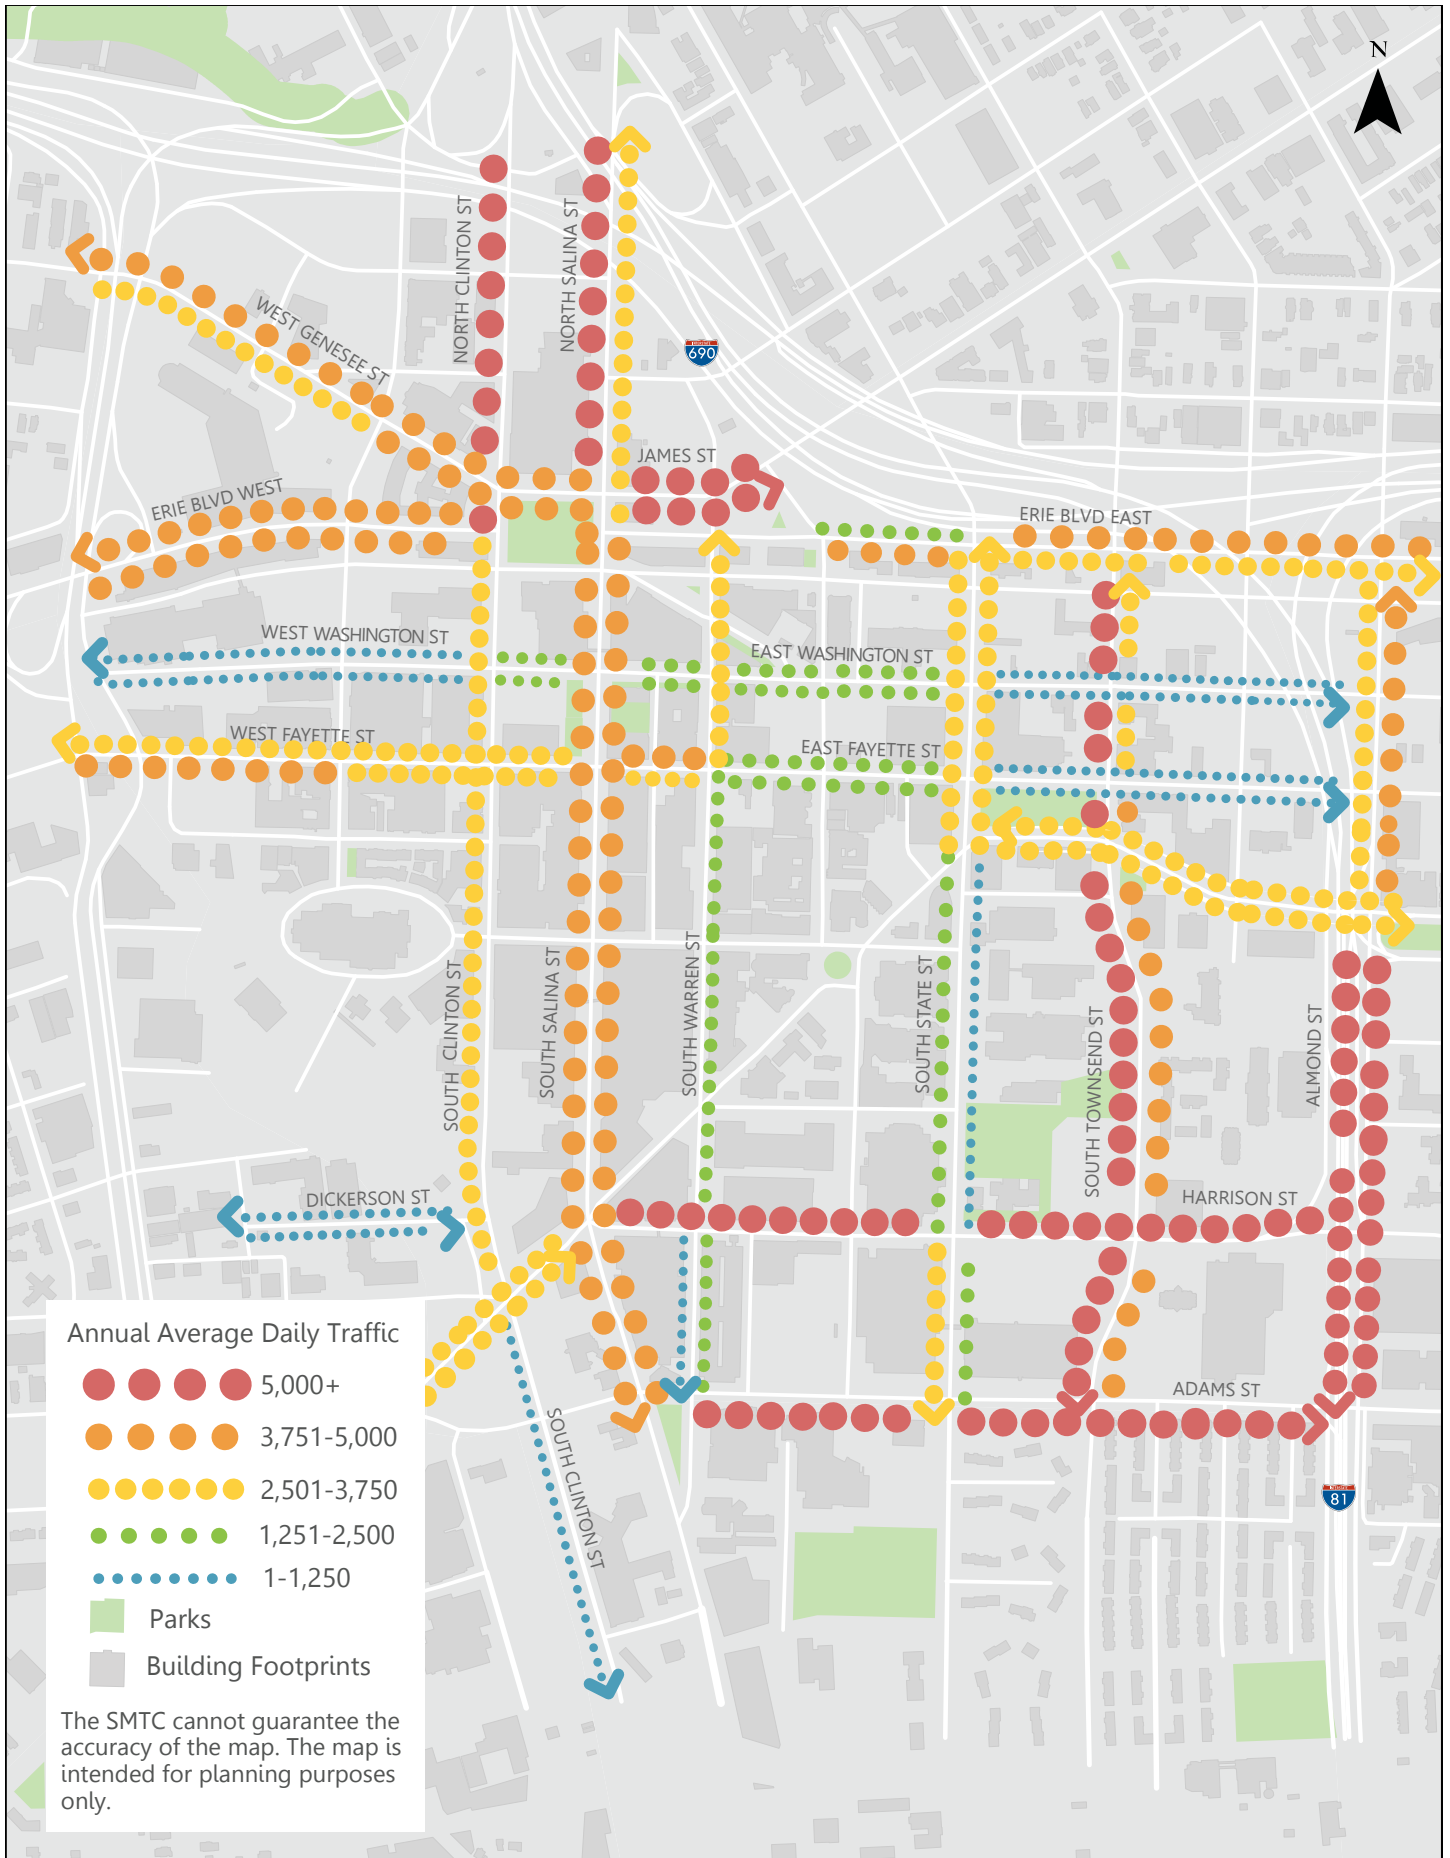 N
NORTH CLINTON ST
NORTH SALINA ST
WEST GENESEE ST
690
JAMES ST
ERIE BLVD WEST
ERIE BLVD EAST
WEST WASHINGTON ST
EAST WASHINGTON ST
WEST FAYETTE ST
EAST FAYETTE ST
SOUTH CLINTON ST
SOUTH SALINA ST
SOUTH WARREN ST
SOUTH STATE ST
SOUTH TOWNSEND ST
ALMOND ST
DICKERSON ST
HARRISON ST
ADAMS ST
SOUTH CLINTON ST
81
Annual Average Daily Traffic
5,000+
3,751-5,000
2,501-3,750
1,251-2,500
1-1,250
Parks
Building Footprints
The SMTC cannot guarantee the
accuracy of the map. The map is
intended for planning purposes
only.